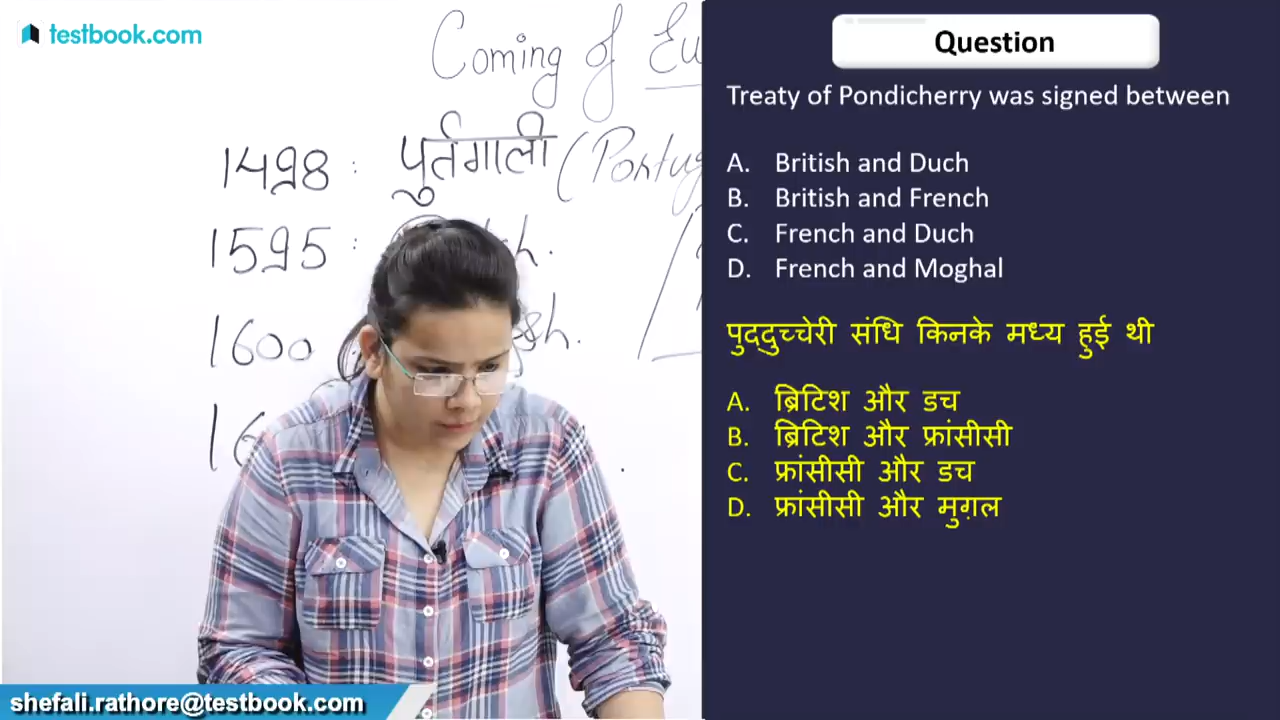 testbook.com
Coming of
1498 : पुर्तगाली (Portug
1595 :
1600
Question
Treaty of Pondicherry was signed between
A. British and Duch
B. British and French
C. French and Duch
D. French and Moghal
पुददुच्चेरी संधि किनके मध्य हुई थी
A. ब्रिटिश और डच
B. ब्रिटिश और फ्रांसीसी
C. फ्रांसीसी और डच
D. फ्रांसीसी और मुग़ल
shefali.rathore@testbook.com